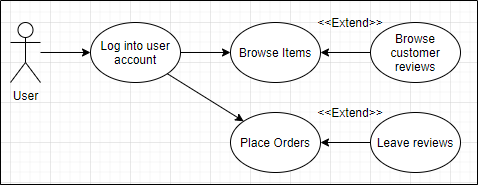 <<Extend>>
Log into user
account
Browse Items
Browse
customer
reviews
User
<<Extend>>
Place Orders
Leave reviews